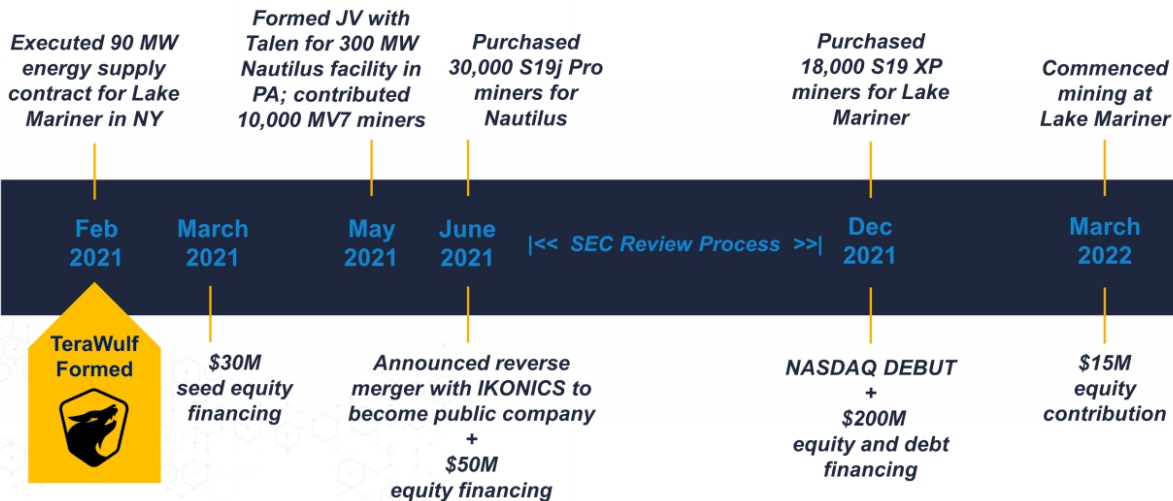 Executed 90 MW
energy supply
contract for Lake
Mariner in NY
Formed JV with
Talen for 300 MW
Nautilus facility in
PA; contributed
10,000 MV7 miners
Purchased
30,000 S19j Pro
miners for
Nautilus
Purchased
18,000 S19 XP
miners for Lake
Mariner
Commenced
mining at
Lake Mariner
Feb
2021
March
2021
May
2021
June
2021
|<< SEC Review Process >>|
Dec
2021
March
2022
TeraWulf
Formed
$30M
seed equity
financing
Announced reverse
merger with IKONICS to
become public company
+
$50M
equity financing
NASDAQ DEBUT
+
$200M
equity and debt
financing
$15M
equity
contribution